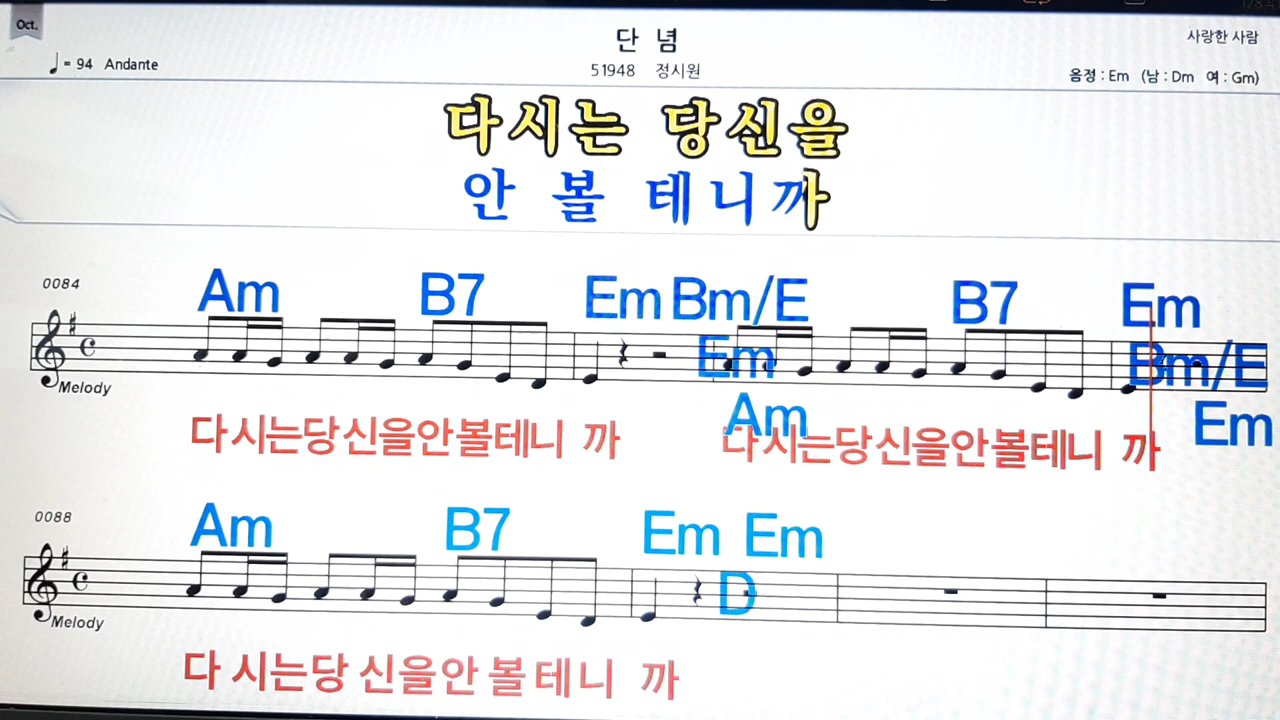 Oct.
단 념
사랑한 사람
♩= 94 Andante
51948 정시원
음정 : Em (남 : Dm 여 : Gm)
다시는 당신을
안 볼 테니까
0084
Am B7 Em Bm/E B7 Em
Em Bm/E
Am Em
Melody
다시는당신을안볼테니 까 다시는당신을안볼테니 까
0088
Am B7 Em Em
D
Melody
다 시는당 신을안 볼테니 까